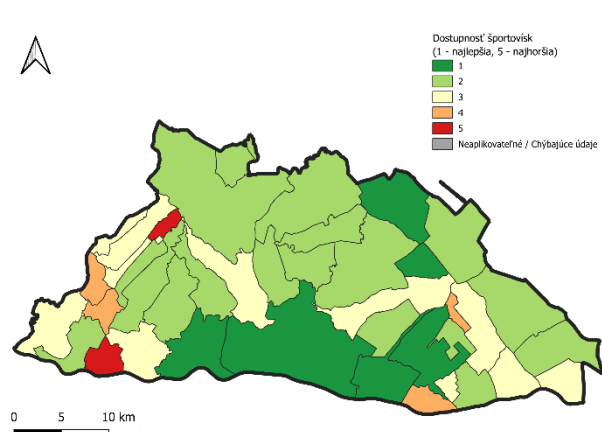 Dostupnosť športovísk
(1 - najlepšia, 5 - najhoršia)
1
2
3
4
5
Neaplikovateľné / Chýbajúce údaje
0 5 10 km